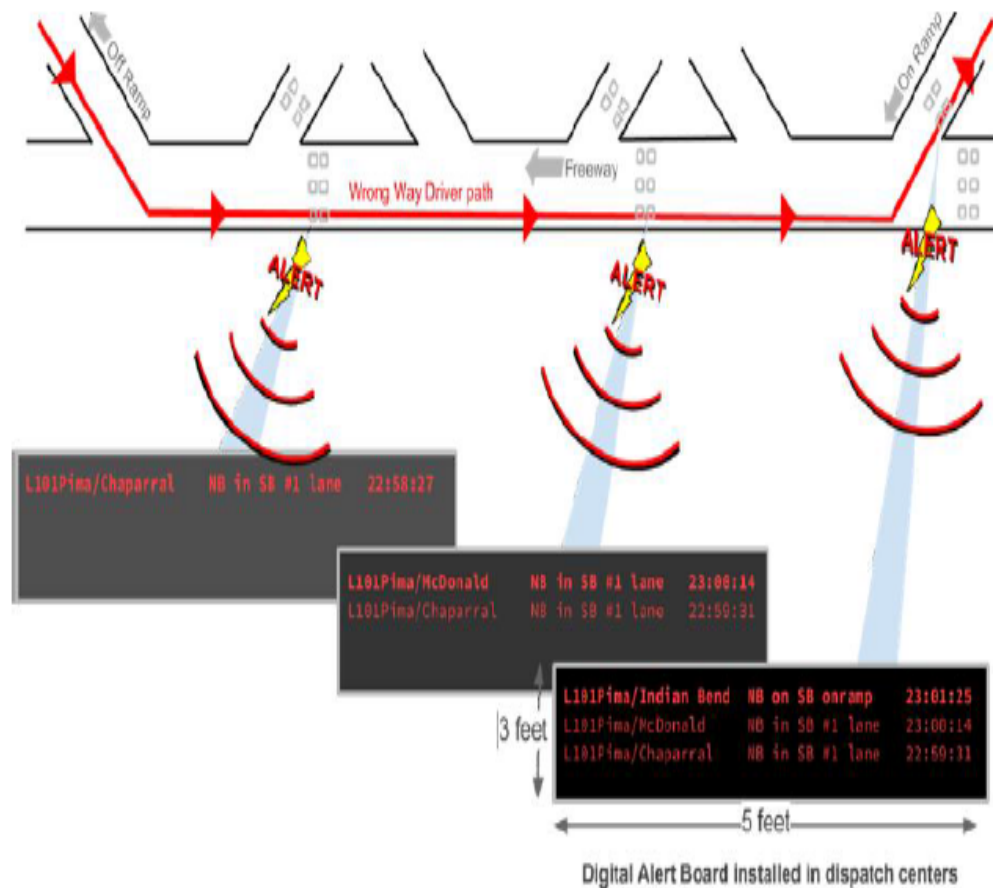 Off Ramp
On Ramp
Freeway
Wrong Way Driver path
ALERT
ALERT
ALERT
L101Pima/Chaparral NB in SB #1 lane 22:58:27
L101Pima/McDonald NB in SB #1 lane 23:00:14
L101Pima/Chaparral NB in SB #1 lane 22:59:31
L101Pima/Indian Bend NB on SB onramp 23:01:25
L101Pima/McDonald NB in SB #1 lane 23:00:14
L101Pima/Chaparral NB in SB #1 lane 22:59:31
3 feet
5 feet
Digital Alert Board Installed in dispatch centers